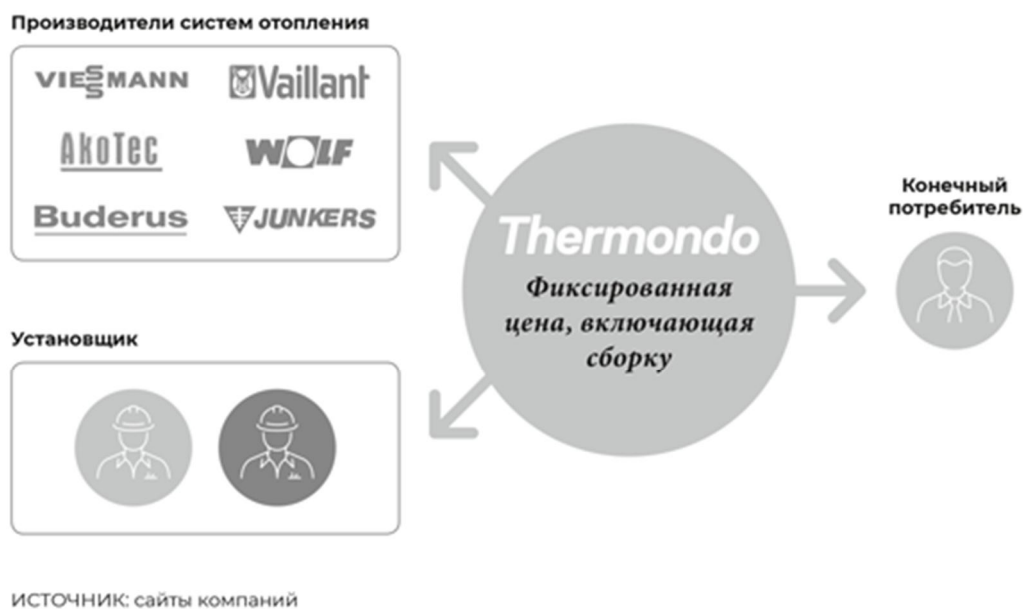 Производители систем отопления
VIESSMANN
Vaillant
AkoTec
WOLF
Buderus
JUNKERS
Thermondo
Фиксированная
цена, включающая
сборку
Конечный
потребитель
Установщик
ИСТОЧНИК: сайты компаний